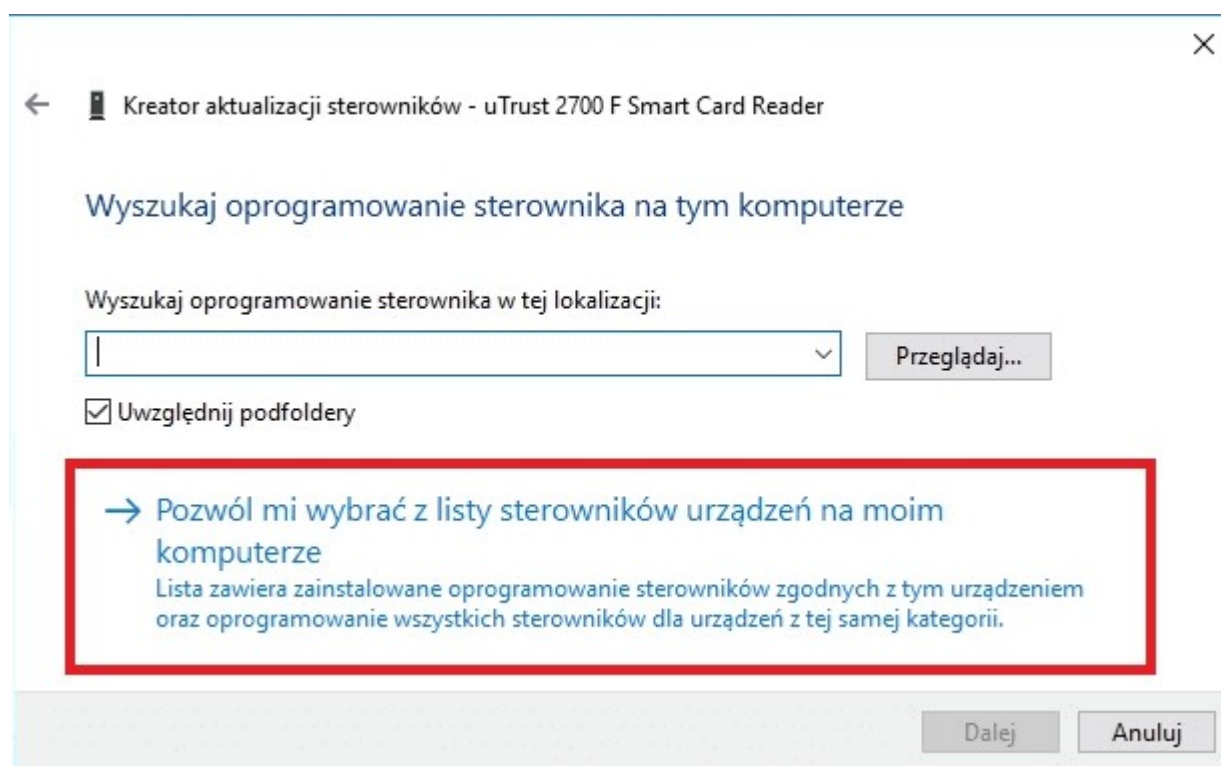 Kreator aktualizacji sterowników - uTrust 2700 F Smart Card Reader
Wyszukaj oprogramowanie sterownika na tym komputerze
Wyszukaj oprogramowanie sterownika w tej lokalizacji:
Przeglądaj...
Uwzględnij podfoldery
Pozwól mi wybrać z listy sterowników urządzeń na moim
komputerze
Lista zawiera zainstalowane oprogramowanie sterowników zgodnych z tym urządzeniem
oraz oprogramowanie wszystkich sterowników dla urządzeń z tej samej kategorii.
Dalej
Anuluj